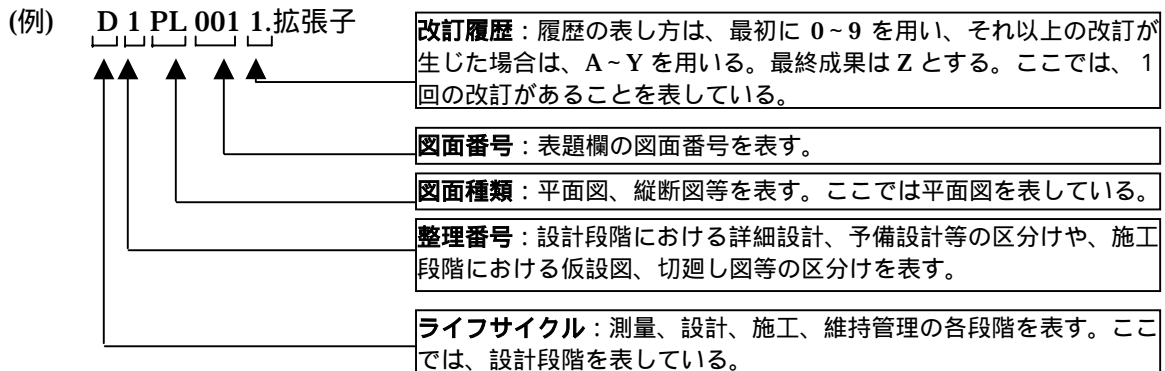 (例) D 1 PL 001 1.拡張子
改訂履歴：履歴の表し方は、最初に 0~9 を用い、それ以上の改訂が
生じた場合は、A~Y を用いる。最終成果は Z とする。ここでは、１
回の改訂があることを表している。
図面番号：表題欄の図面番号を表す。
図面種類：平面図、縦断図等を表す。ここでは平面図を表している。
整理番号：設計段階における詳細設計、予備設計等の区分けや、施工
段階における仮設図、切廻し図等の区分けを表す。
ライフサイクル：測量、設計、施工、維持管理の各段階を表す。ここ
では、設計段階を表している。